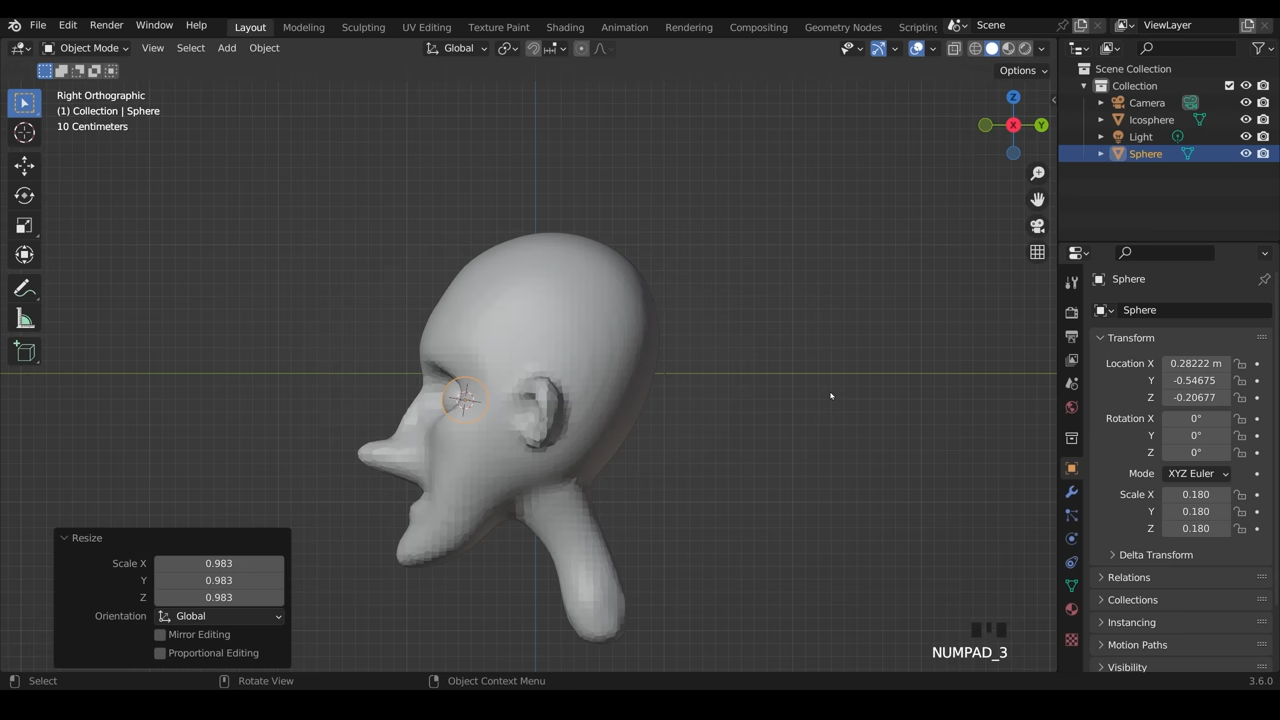 File Edit Render Window Help Layout Modeling Sculpting UV Editing Texture Paint Shading Animation Rendering Compositing Geometry Nodes Scripting Scene ViewLayer
Object Mode View Select Add Object Global
Options
Right Orthographic
(1) Collection | Sphere
10 Centimeters
Z
X
Y
Scene Collection
Collection
Camera
Icosphere
Light
Sphere
Sphere
Sphere
Transform
Location X 0.28222 m
Y -0.54675
Z -0.20677
Rotation X 0°
Y 0°
Z 0°
Mode XYZ Euler
Scale X 0.180
Y 0.180
Z 0.180
Delta Transform
Relations
Collections
Instancing
Motion Paths
Visibility
Resize
Scale X 0.983
Y 0.983
Z 0.983
Orientation Global
Mirror Editing
Proportional Editing
NUMPAD_3
Select Rotate View Object Context Menu 3.6.0